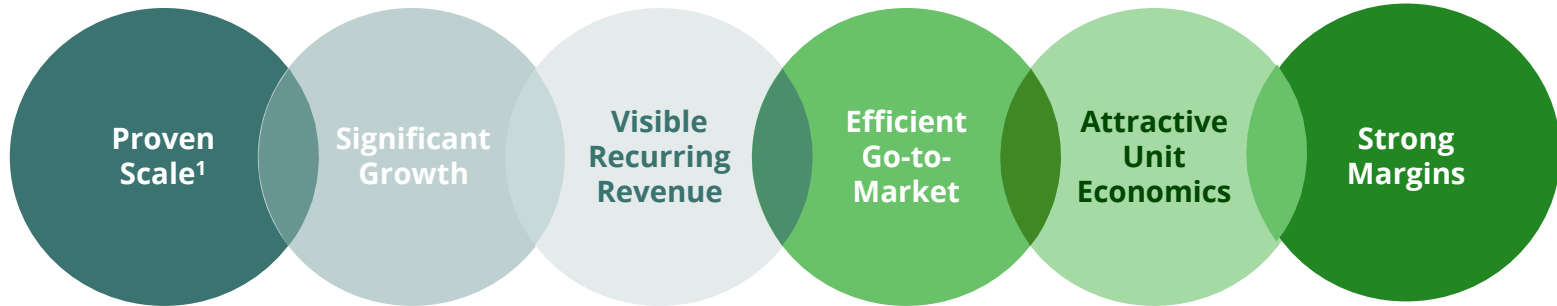 Proven
Scale¹
Significant
Growth
Visible
Recurring
Revenue
Efficient
Go-to-
Market
Attractive
Unit
Economics
Strong
Margins